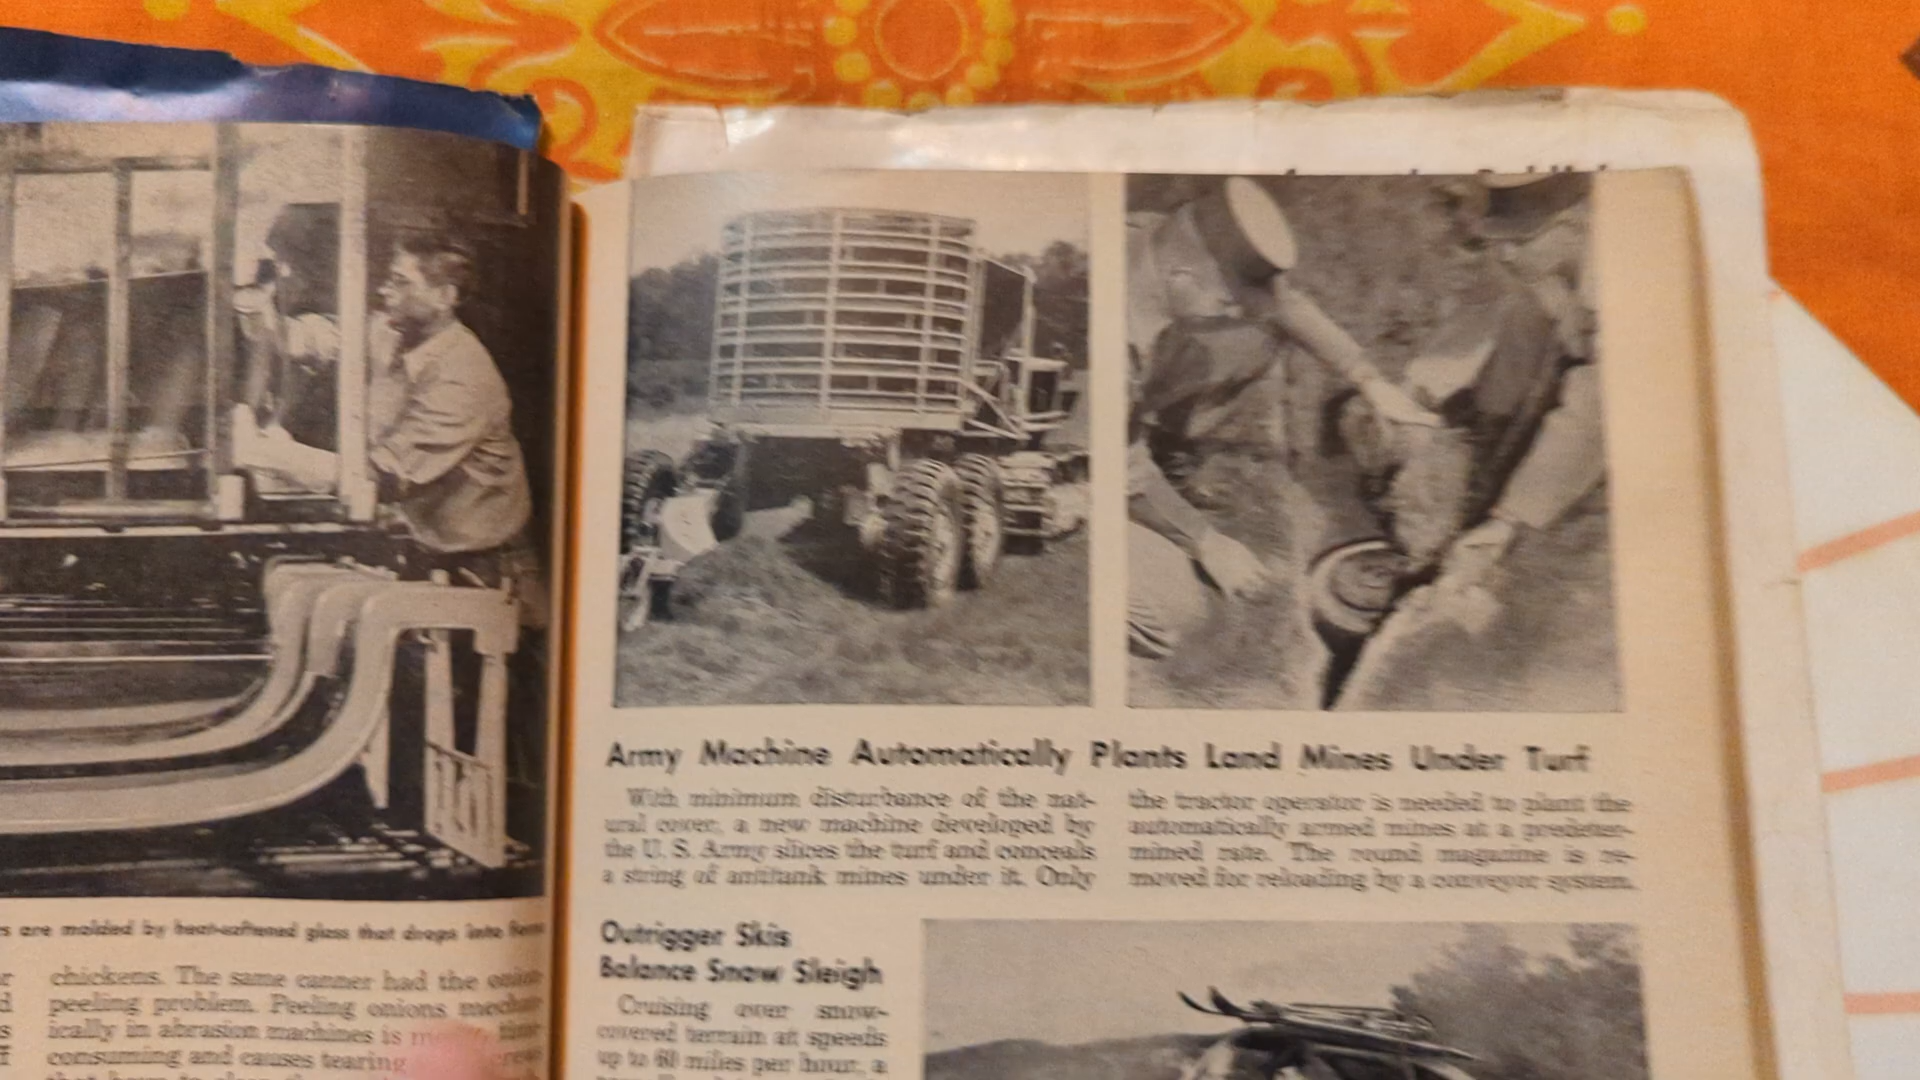 s are molded by heat-softened glass that drops into
chickens. The same canner had the onion
peeling problem. Peeling onions
ically in abrasion machines is
consuming and causes tearing
Army Machine Automatically Plants Land Mines Under Turf
With minimum disturbance of the nat-
ural cover, a new machine developed by
the U. S. Army slices the turf and conceals
a string of antitank mines under it. Only
the tractor operator is needed to plant the
automatically armed mines at a predeter-
mined rate. The round magazine is re-
moved for reloading by a conveyor system.
Outrigger Skis
Balance Snow Sleigh
Cruising over snow-
covered terrain at speeds
up to 60 miles per hour, a